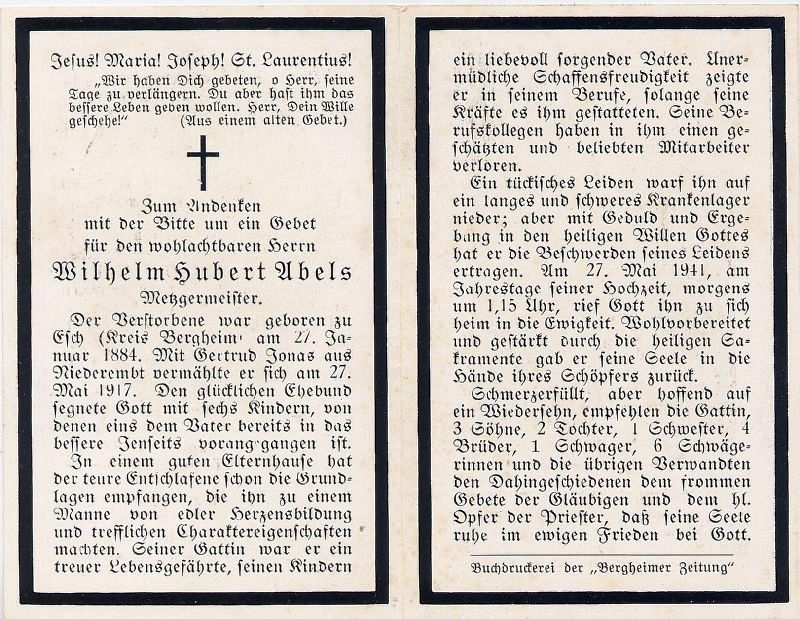 Jesus! Maria! Joseph! St. Laurentius!
„Wir haben Dich gebeten, o Herr, seine
Tage zu verlängern. Du aber hast ihm das
bessere Leben geben wollen. Herr, Dein Wille
geschehe!“ (Aus einem alten Gebet.)
Zum Andenken
mit der Bitte um ein Gebet
für den wohlachtbaren Herrn
Wilhelm Hubert Abels
Metzgermeister.
Der Verstorbene war geboren zu
Esch (Kreis Bergheim) am 27. Ja-
nuar 1884. Mit Gertrud Jonas aus
Niederembt vermählte er sich am 27.
Mai 1917. Den glücklichen Ehebund
segnete Gott mit sechs Kindern, von
denen eins dem Vater bereits in das
bessere Jenseits vorangegangen ist.
In einem guten Elternhause hat
der teure Entschlafene schon die Grund-
lagen empfangen, die ihn zu einem
Manne von edler Herzensbildung
und trefflichen Charaktereigenschaften
machten. Seiner Gattin war er ein
treuer Lebensgefährte, seinen Kindern
ein liebevoll sorgender Vater. Uner-
müdliche Schaffensfreudigkeit zeigte
er in seinem Berufe, solange seine
Kräfte es ihm gestatteten. Seine Be-
rufskollegen haben in ihm einen ge-
schätzten und beliebten Mitarbeiter
verloren.
Ein tückisches Leiden warf ihn auf
ein langes und schweres Krankenlager
nieder; aber mit Geduld und Erge-
bung in den heiligen Willen Gottes
hat er die Beschwerden seines Leidens
ertragen. Am 27. Mai 1941, am
Jahrestage seiner Hochzeit, morgens
um 1,15 Uhr, rief Gott ihn zu sich
heim in die Ewigkeit. Wohlvorbereitet
und gestärkt durch die heiligen Sa-
kramente gab er seine Seele in die
Hände ihres Schöpfers zurück.
Schmerzerfüllt, aber hoffend auf
ein Wiedersehn, empfehlen die Gattin,
3 Söhne, 2 Töchter, 1 Schwester, 4
Brüder, 1 Schwager, 6 Schwäge-
rinnen und die übrigen Verwandten
den Dahingeschiedenen dem frommen
Gebete der Gläubigen und dem hl.
Opfer der Priester, daß seine Seele
ruhe im ewigen Frieden bei Gott.
Buchdruckerei der „Bergheimer Zeitung“